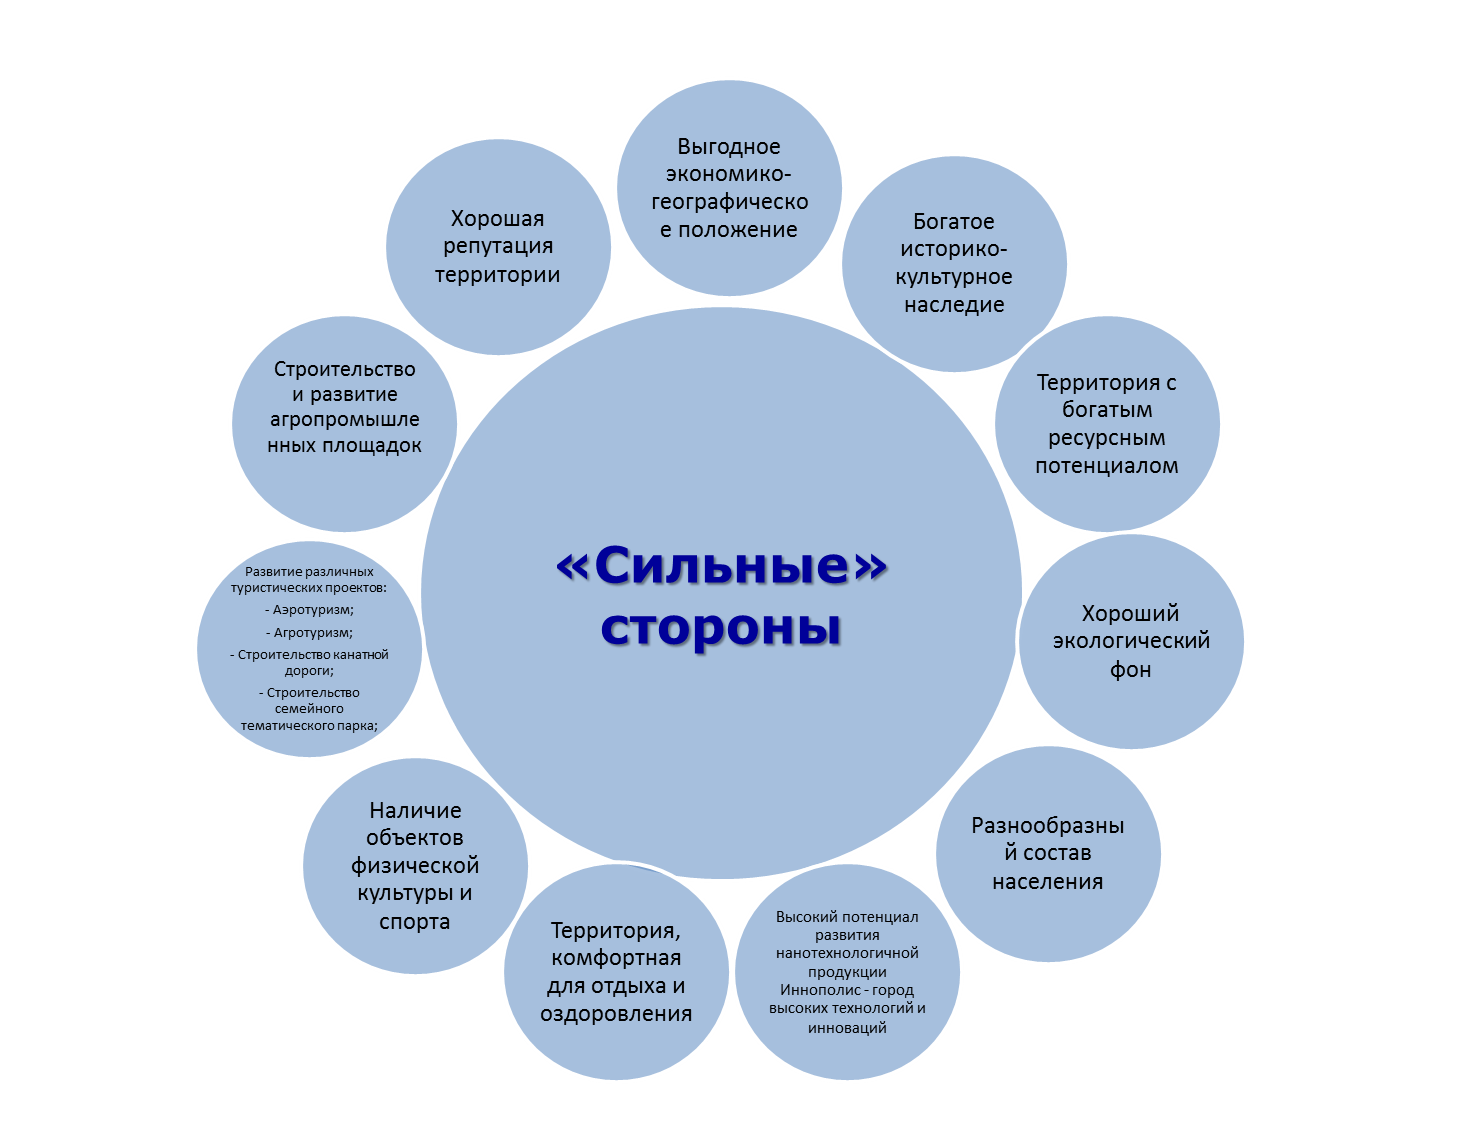 Выгодное
экономико-
географическо
е положение
Богатое
историко-
культурное
наследие
Территория с
богатым
ресурсным
потенциалом
Хороший
экологический
фон
Разнообразны
й состав
населения
Высокий потенциал
развития
нанотехнологичной
продукции
Иннополис - город
высоких технологий и
инноваций
Территория,
комфортная
для отдыха и
оздоровления
Наличие
объектов
физической
культуры и
спорта
Развитие различных
туристических проектов:
- Аэротуризм;
- Агротуризм;
- Строительство канатной
дороги;
- Строительство
семейного
тематического парка;
Строительство
и развитие
агропромышле
нных площадок
Хорошая
репутация
территории
«Сильные»
стороны